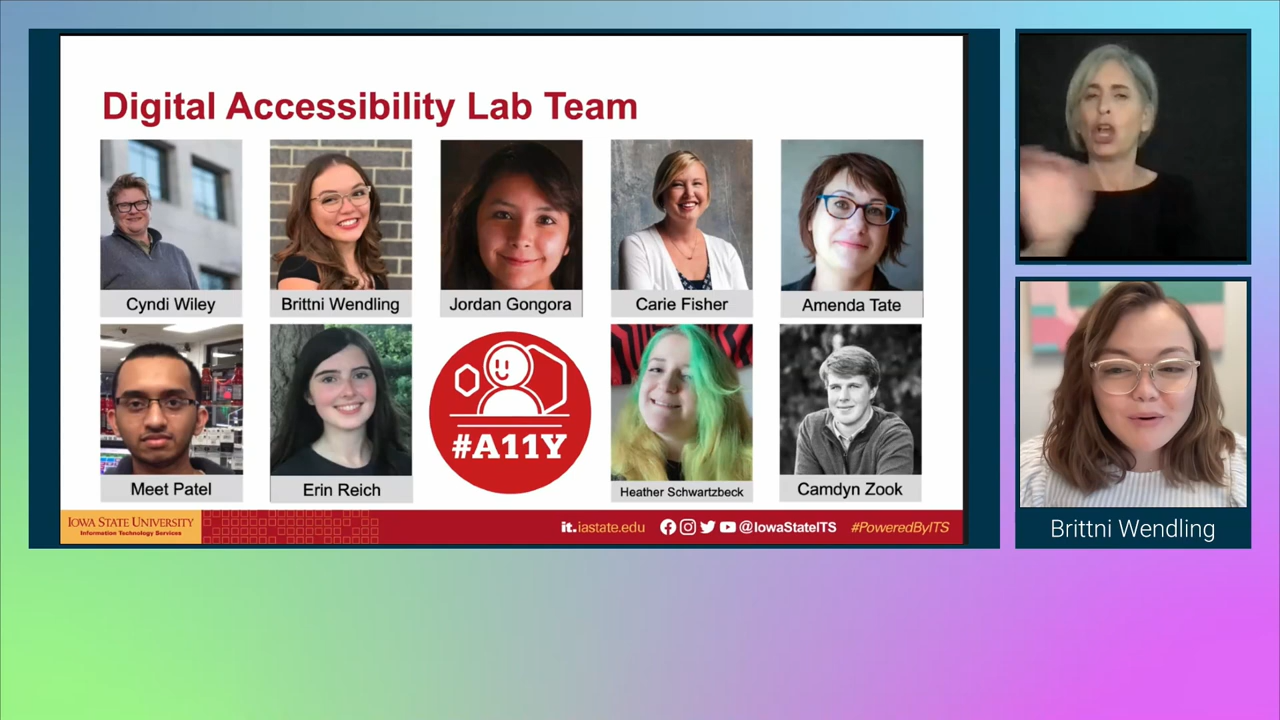 Digital Accessibility Lab Team
Cyndi Wiley
Brittni Wendling
Jordan Gongora
Carie Fisher
Amenda Tate
Meet Patel
Erin Reich
#A11Y
Heather Schwartzbeck
Camdyn Zook
IOWA STATE UNIVERSITY
Information Technology Services
it.iastate.edu
@IowaStateITS
#PoweredByITS
Brittni Wendling